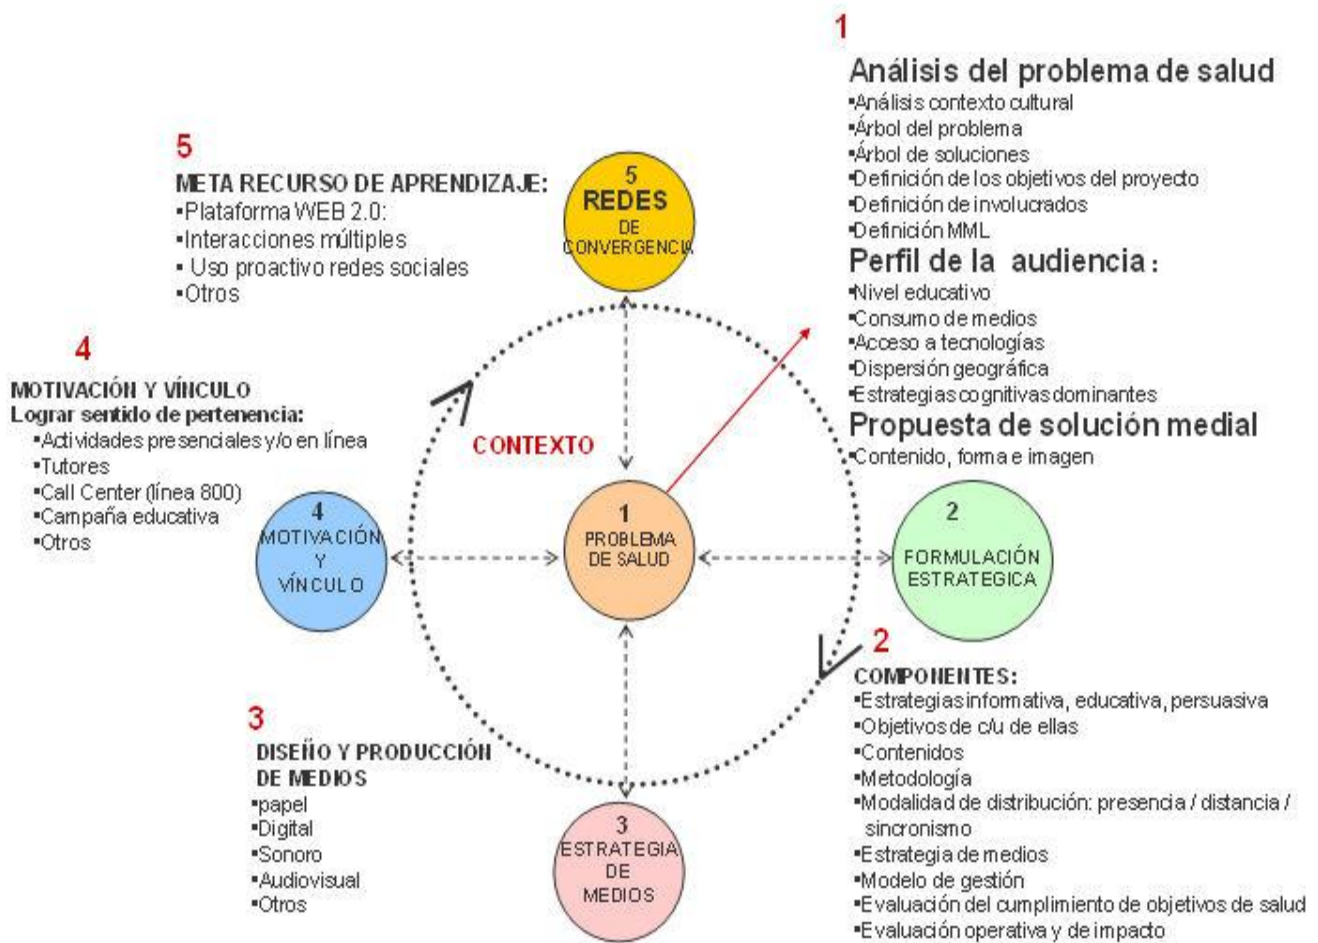 1
Análisis del problema de salud
▪Análisis contexto cultural
▪Árbol del problema
▪Árbol de soluciones
▪Definición de los objetivos del proyecto
▪Definición de involucrados
▪Definición MML
Perfil de la audiencia :
▪Nivel educativo
▪Consumo de medios
▪Acceso a tecnologías
▪Dispersión geográfica
▪Estrategias cognitivas dominantes
Propuesta de solución medial
▪Contenido, forma e imagen
5
META RECURSO DE APRENDIZAJE:
▪Plataforma WEB 2.0:
▪Interacciones múltiples
▪ Uso proactivo redes sociales
▪Otros
5
REDES
DE
CONVERGENCIA
4
MOTIVACIÓN Y VÍNCULO
Lograr sentido de pertenencia:
▪Actividades presenciales y/o en línea
▪Tutores
▪Call Center (línea 800)
▪Campaña educativa
▪Otros
CONTEXTO
4
MOTIVACIÓN
Y
VÍNCULO
1
PROBLEMA
DE SALUD
2
FORMULACIÓN
ESTRATEGICA
2
COMPONENTES:
▪Estrategias informativa, educativa, persuasiva
▪Objetivos de c/u de ellas
▪Contenidos
▪Metodología
▪Modalidad de distribución: presencia / distancia /
sincronismo
▪Estrategia de medios
▪Modelo de gestión
▪Evaluación del cumplimiento de objetivos de salud
▪Evaluación operativa y de impacto
3
DISEÑO Y PRODUCCIÓN
DE MEDIOS
▪papel
▪Digital
▪Sonoro
▪Audiovisual
▪Otros
3
ESTRATEGIA
DE
MEDIOS